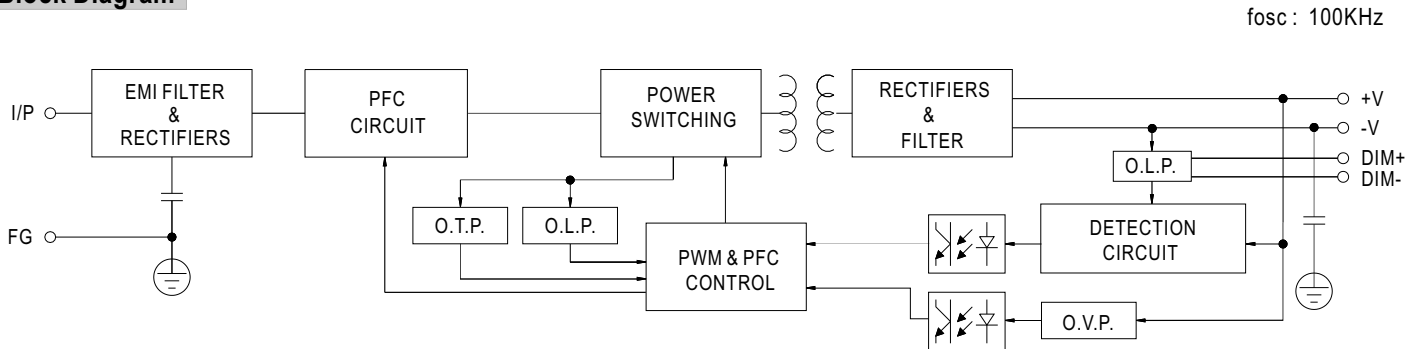 Block Diagram
fosc : 100KHz
I/P
EMI FILTER
&
RECTIFIERS
PFC
CIRCUIT
POWER
SWITCHING
RECTIFIERS
&
FILTER
+V
-V
DIM+
DIM-
O.L.P.
FG
O.T.P.
O.L.P.
PWM & PFC
CONTROL
DETECTION
CIRCUIT
O.V.P.